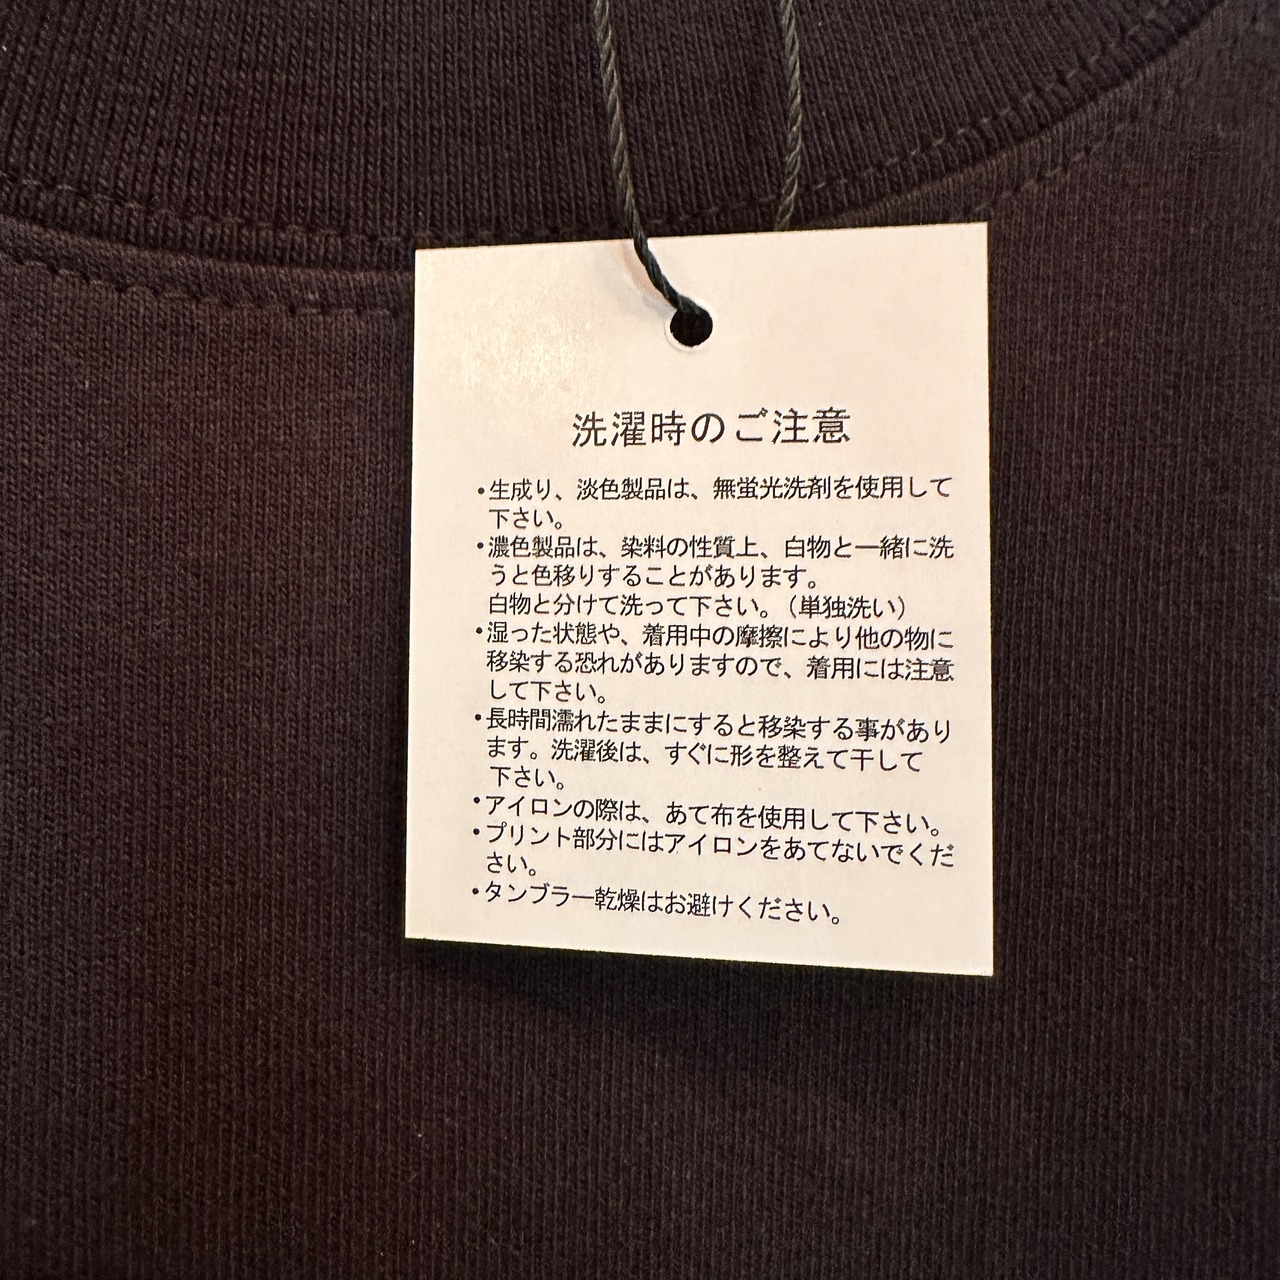 洗濯時のご注意
・生成り、淡色製品は、無蛍光洗剤を使用して
下さい。
・濃色製品は、染料の性質上、白物と一緒に洗
うと色移りすることがあります。
白物と分けて洗って下さい。（単独洗い）
・湿った状態や、着用中の摩擦により他の物に
移染する恐れがありますので、着用には注意
して下さい。
・長時間濡れたままにすると移染する事があり
ます。洗濯後は、すぐに形を整えて干して
下さい。
・アイロンの際は、あて布を使用して下さい。
・プリント部分にはアイロンをあてないでくだ
さい。
・タンブラー乾燥はお避けください。